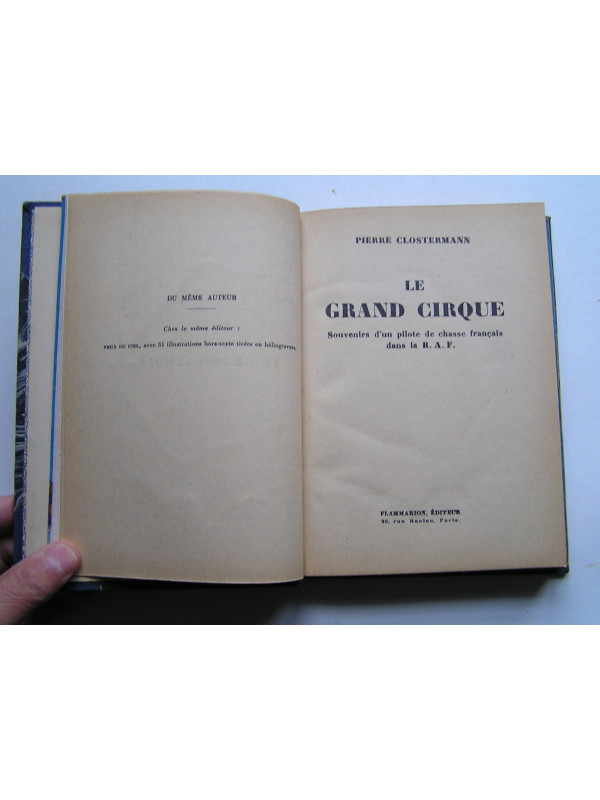 DU MÊME AUTEUR
Chez le même éditeur :
FEUX DU CIEL, avec 31 illustrations hors-texte tirées en héliogravure.
PIERRE CLOSTERMANN
LE
GRAND CIRQUE
Souvenirs d'un pilote de chasse français
dans la R. A. F.
FLAMMARION, ÉDITEUR
26, rue Racine, Paris.